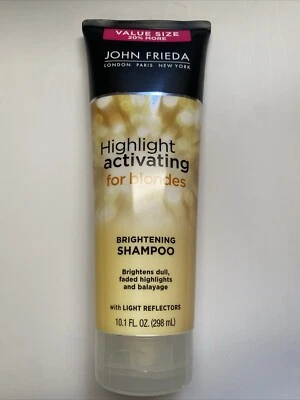 VALUE SIZE
20% MORE
JOHN FRIEDA
LONDON PARIS NEW YORK
Highlight
activating
for blondes
BRIGHTENING
SHAMPOO
Brightens dull,
faded highlights
and balayage
with LIGHT REFLECTORS
10.1 FL. OZ. (298 mL)